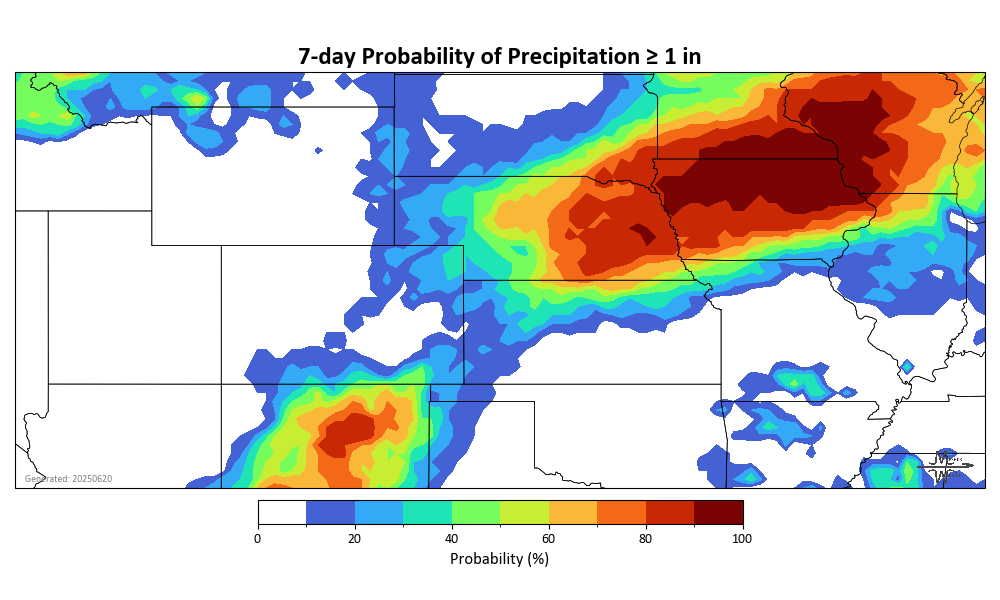 7-day Probability of Precipitation ≥ 1 in
Generated: 20250620
0 20 40 60 80 100
Probability (%)